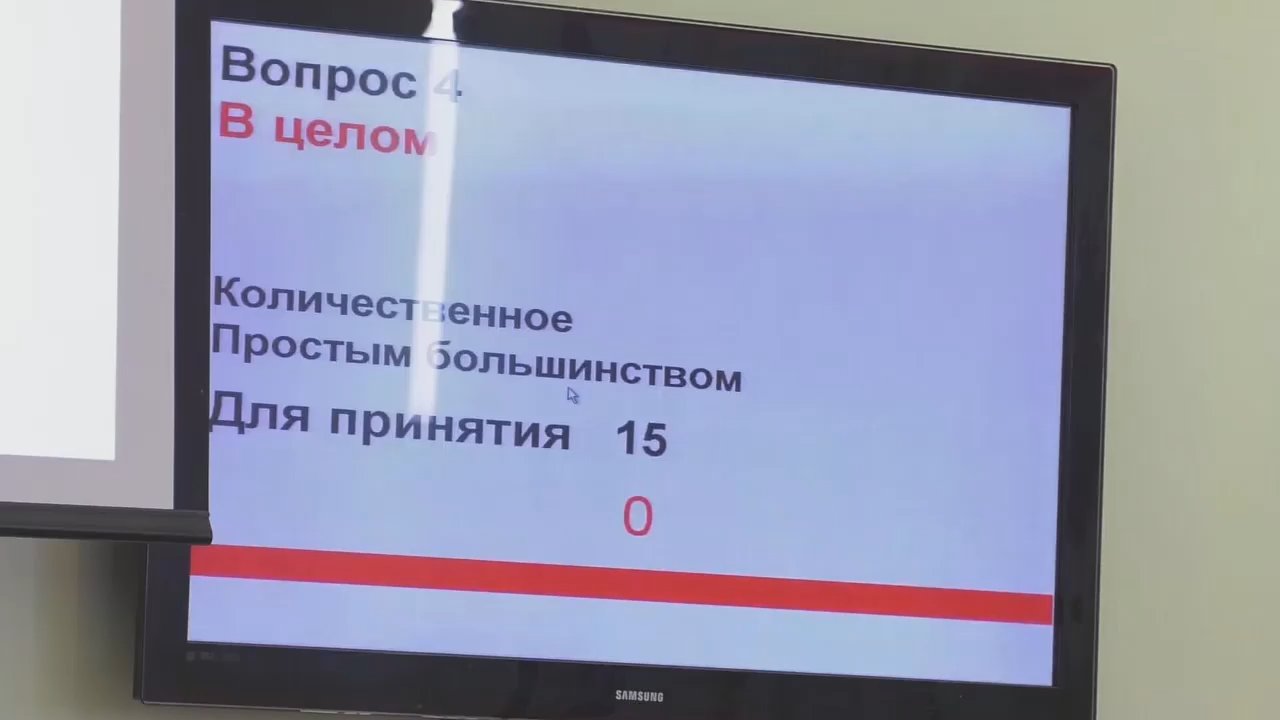 Вопрос 4
В целом
Количественное
Простым большинством
Для принятия 15
0
SAMSUNG